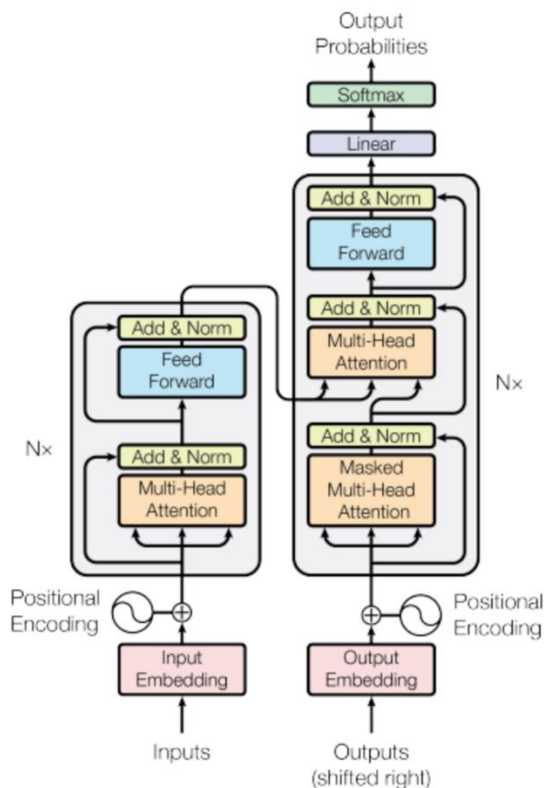 Output
Probabilities
Softmax
Linear
Add & Norm
Feed
Forward
Add & Norm
Multi-Head
Attention
Add & Norm
Masked
Multi-Head
Attention
N×
Add & Norm
Feed
Forward
Add & Norm
Multi-Head
Attention
N×
Positional
Encoding
Positional
Encoding
Input
Embedding
Output
Embedding
Inputs
Outputs
(shifted right)